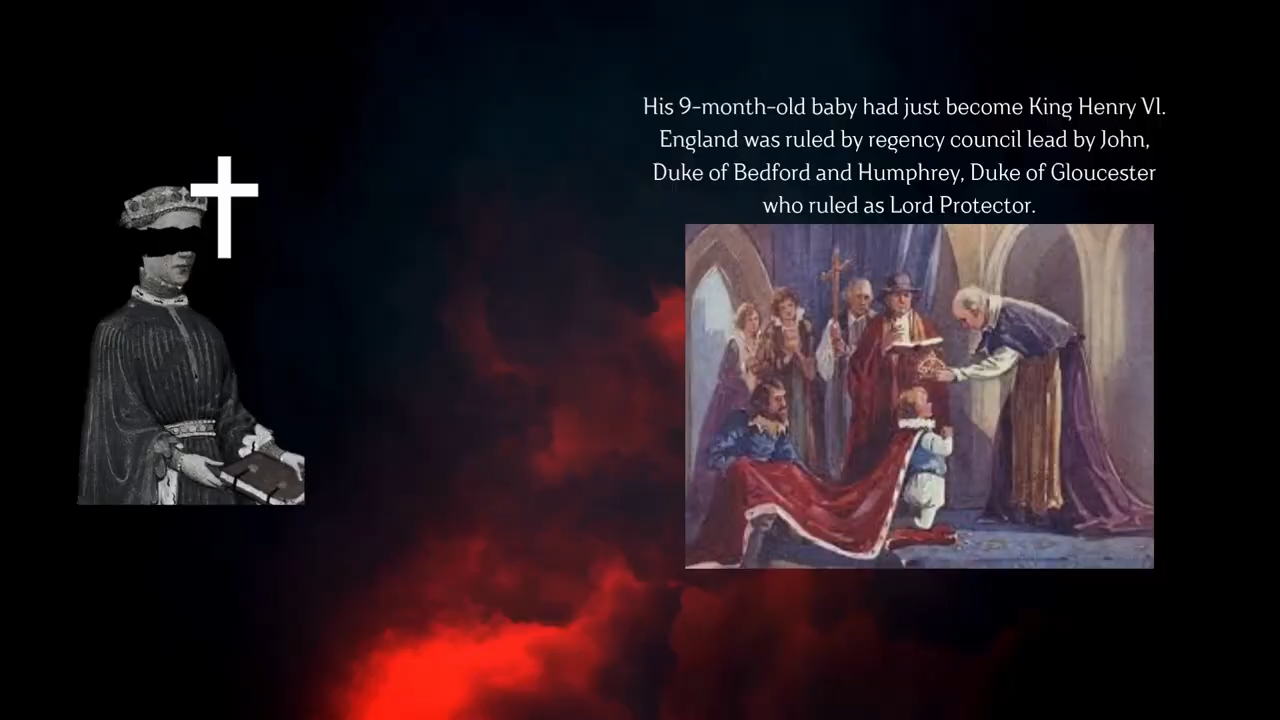 His 9-month-old baby had just become King Henry VI.
England was ruled by regency council lead by John,
Duke of Bedford and Humphrey, Duke of Gloucester
who ruled as Lord Protector.